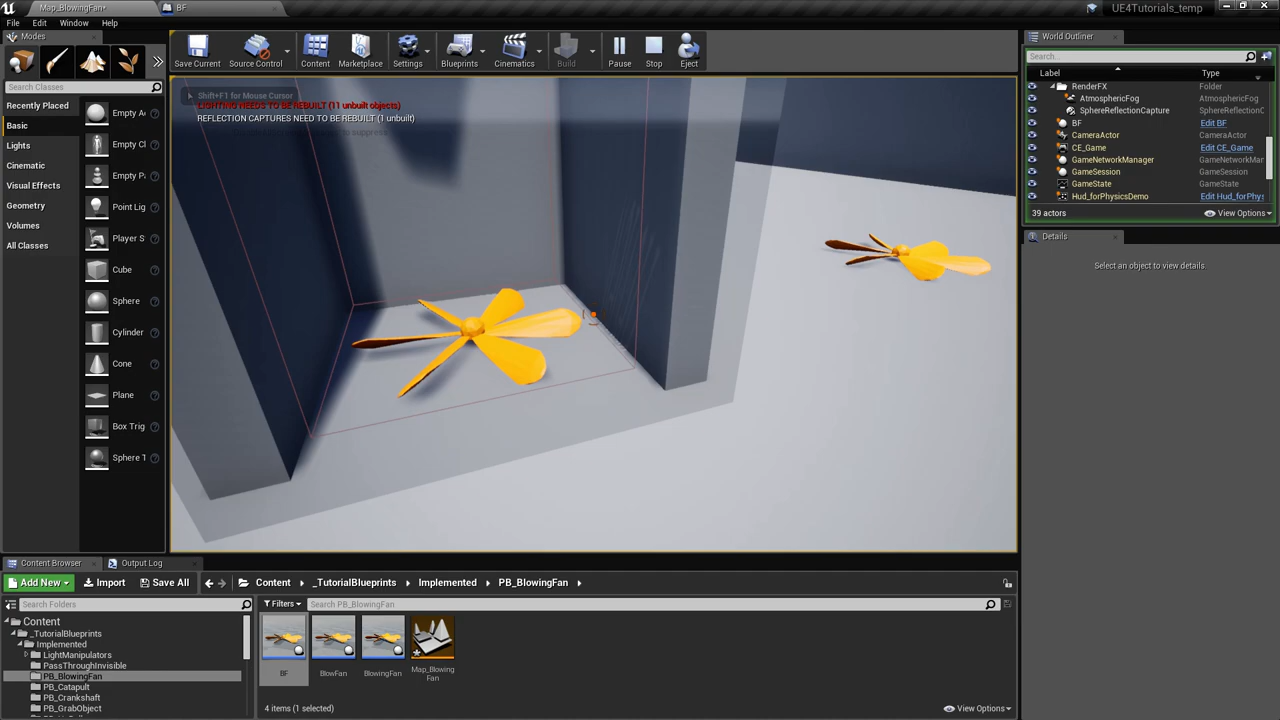 Map_BlowingFan*
BF
UE4Tutorials_temp
File Edit Window Help
Modes
Search Classes
Recently Placed
Basic
Lights
Cinematic
Visual Effects
Geometry
Volumes
All Classes
Empty A
Empty C
Empty P
Point Lig
Player S
Cube
Sphere
Cylinder
Cone
Plane
Box Trig
Sphere T
Save Current
Source Control
Content
Marketplace
Settings
Blueprints
Cinematics
Build
Pause
Stop
Eject
Shift+F1 for Mouse Cursor
LIGHTING NEEDS TO BE REBUILT (11 unbuilt objects)
REFLECTION CAPTURES NEED TO BE REBUILT (1 unbuilt)
to suppress
World Outliner
Search...
Label Type
RenderFX Folder
AtmosphericFog AtmosphericFog
SphereReflectionCapture SphereReflectionC
BF Edit BF
CameraActor CameraActor
CE_Game Edit CE_Game
GameNetworkManager GameNetworkMan
GameSession GameSession
GameState GameState
Hud_forPhysicsDemo Edit Hud_forPhys
39 actors
View Options
Details
Select an object to view details.
Content Browser
Output Log
Add New Import Save All
Content _TutorialBlueprints Implemented PB_BlowingFan
Search Folders
Filters
Search PB_BlowingFan
Content
_TutorialBlueprints
Implemented
LightManipulators
PassThroughInvisible
PB_BlowingFan
PB_Catapult
PB_Crankshaft
PB_GrabObject
BF
BlowFan
BlowingFan
Map_Blowing
Fan
4 items (1 selected)
View Options